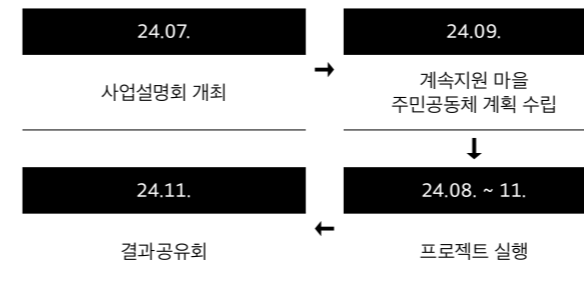 24.07.
사업설명회 개최
24.09.
계속지원 마을
주민공동체 계획 수립
24.08. ~ 11.
프로젝트 실행
24.11.
결과공유회